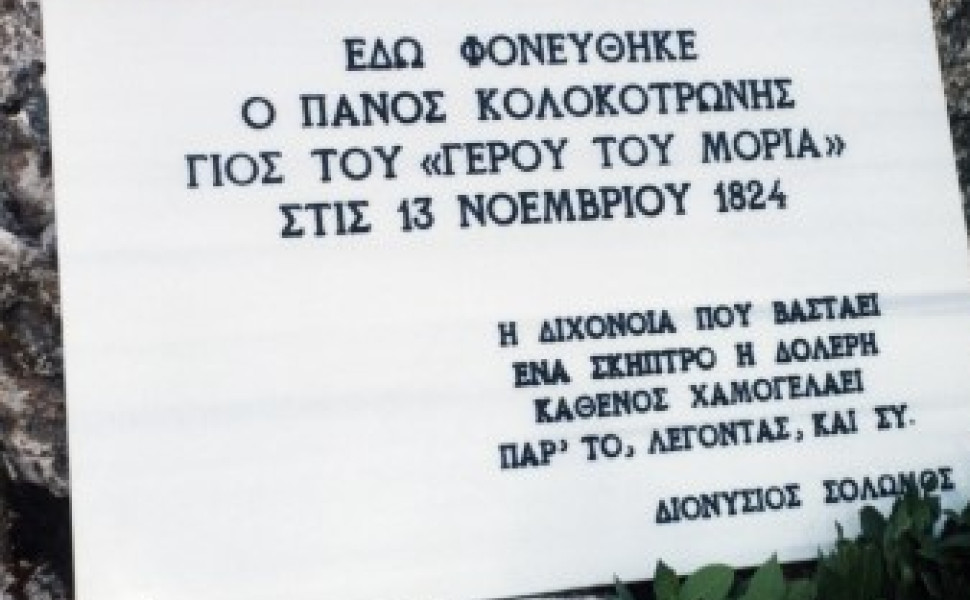 ΕΔΩ ΦΟΝΕΥΘΗΚΕ
Ο ΠΑΝΟΣ ΚΟΛΟΚΟΤΡΩΝΗΣ
ΓΙΟΣ ΤΟΥ «ΓΕΡΟΥ ΤΟΥ ΜΟΡΙΑ»
ΣΤΙΣ 13 ΝΟΕΜΒΡΙΟΥ 1824
Η ΔΙΧΟΝΟΙΑ ΠΟΥ ΒΑΣΤΑΕΙ
ΕΝΑ ΣΚΗΠΤΡΟ Η ΔΟΛΕΡΗ
ΚΑΘΕΝΟΣ ΧΑΜΟΓΕΛΑΕΙ
ΠΑΡ' ΤΟ, ΛΕΓΟΝΤΑΣ, ΚΑΙ ΣΥ.
ΔΙΟΝΥΣΙΟΣ ΣΟΛΩΜΟΣ